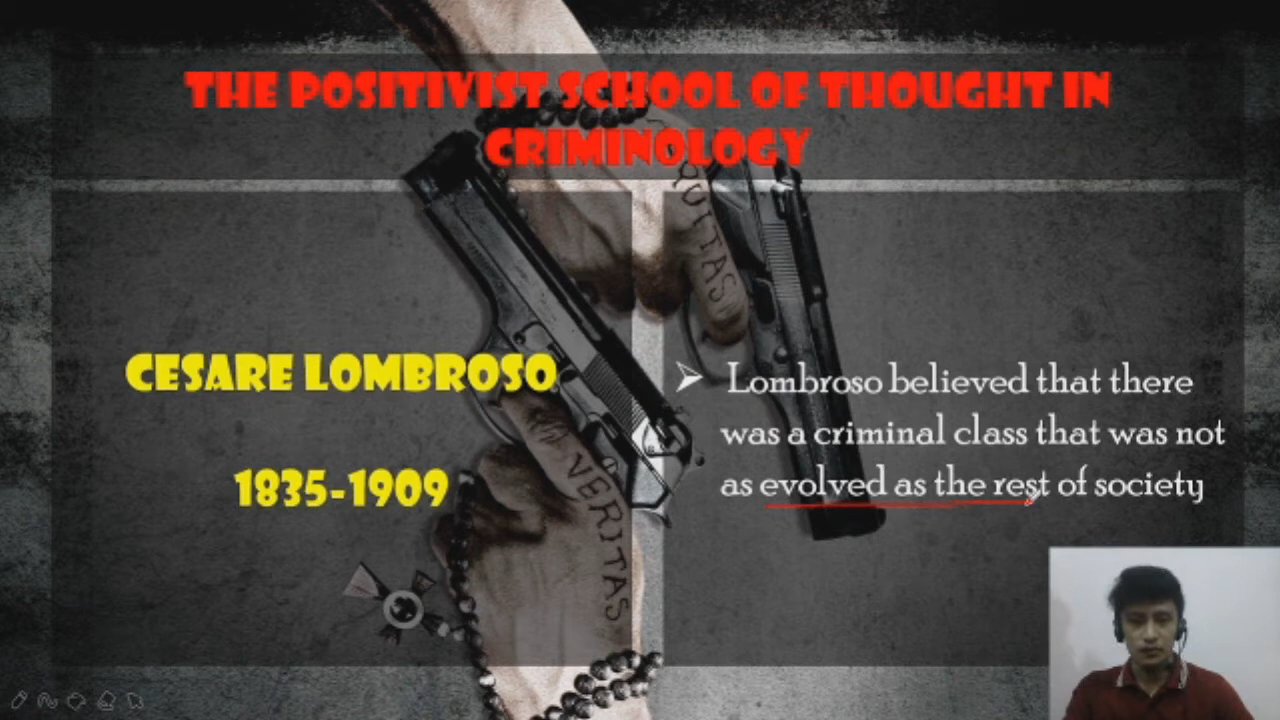 THE POSITIVIST SCHOOL OF THOUGHT IN
CRIMINOLOGY
CESARE LOMBROSO
1835-1909
Lombroso believed that there
was a criminal class that was not
as evolved as the rest of society
QUITAS
VERITAS